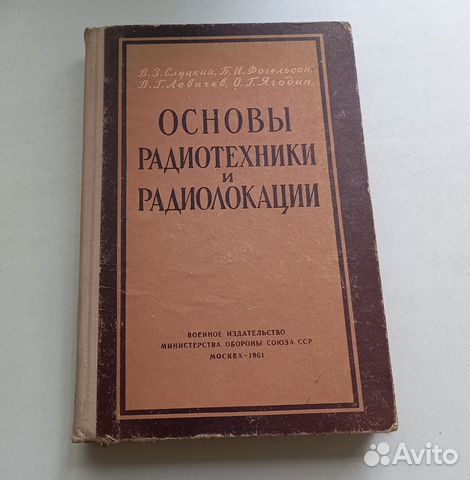 В. З. Слуцкий, Б. И. Фогельсон,
В. Г. Левичев, О. Г. Ягодин
ОСНОВЫ
РАДИОТЕХНИКИ
И
РАДИОЛОКАЦИИ
ВОЕННОЕ ИЗДАТЕЛЬСТВО
МИНИСТЕРСТВА ОБОРОНЫ СОЮЗА ССР
МОСКВА–1961
Avito